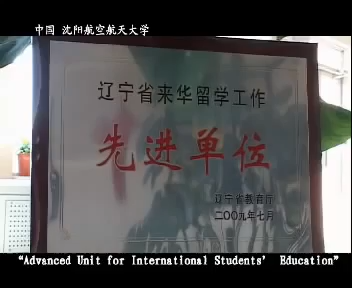 中国 沈阳航空航天大学
辽宁省来华留学工作
先进单位
辽宁省教育厅
二〇〇九年七月
“Advanced Unit for International Students’ Education”